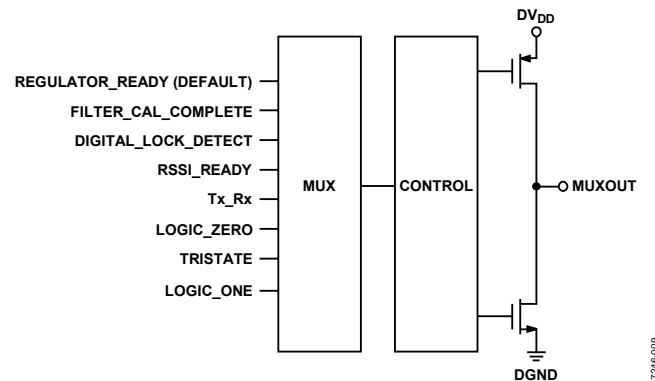 DVDD
REGULATOR_READY (DEFAULT)
FILTER_CAL_COMPLETE
DIGITAL_LOCK_DETECT
RSSI_READY
Tx_Rx
LOGIC_ZERO
TRISTATE
LOGIC_ONE
MUX
CONTROL
MUXOUT
DGND